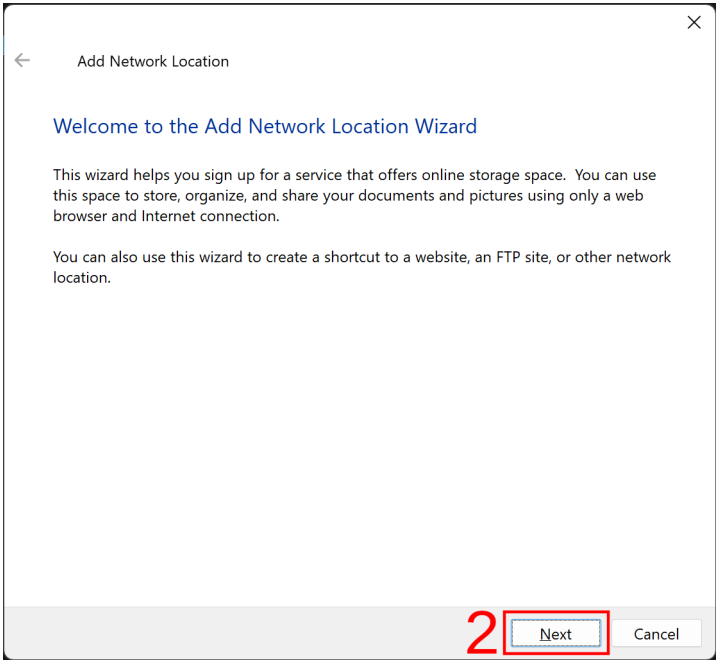 Add Network Location
Welcome to the Add Network Location Wizard
This wizard helps you sign up for a service that offers online storage space.  You can use
this space to store, organize, and share your documents and pictures using only a web
browser and Internet connection.
You can also use this wizard to create a shortcut to a website, an FTP site, or other network
location.
2 Next Cancel